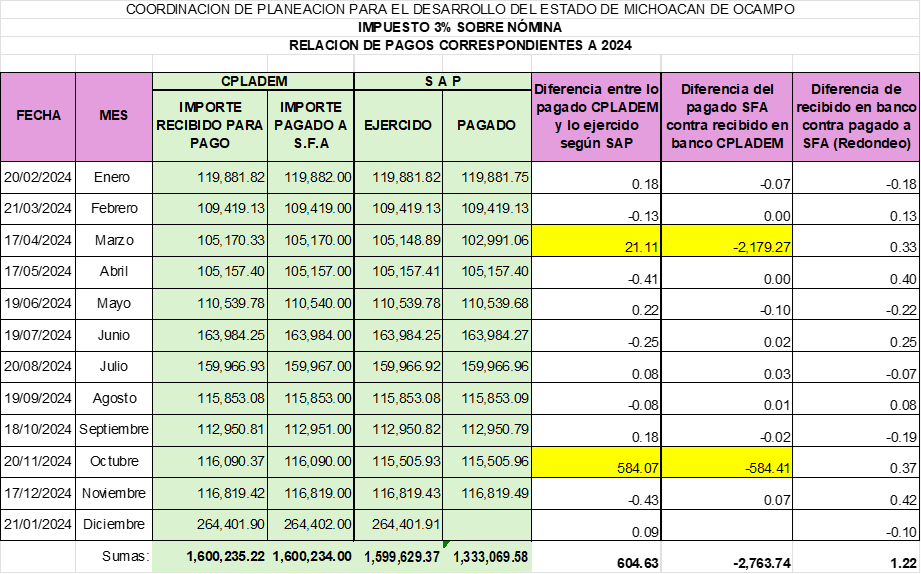 COORDINACION DE PLANEACION PARA EL DESARROLLO DEL ESTADO DE MICHOACAN DE OCAMPO
IMPUESTO 3% SOBRE NÓMINA
RELACION DE PAGOS CORRESPONDIENTES A 2024
FECHA MES CPLADEM S A P Diferencia entre lo pagado CPLADEM y lo ejercido según SAP Diferencia del pagado SFA contra recibido en banco CPLADEM Diferencia de recibido en banco contra pagado a SFA (Redondeo)
IMPORTE RECIBIDO PARA PAGO IMPORTE PAGADO A S.F.A EJERCIDO PAGADO
20/02/2024 Enero 119,881.82 119,882.00 119,881.82 119,881.75 0.18 -0.07 -0.18
21/03/2024 Febrero 109,419.13 109,419.00 109,419.13 109,419.13 -0.13 0.00 0.13
17/04/2024 Marzo 105,170.33 105,170.00 105,148.89 102,991.06 21.11 -2,179.27 0.33
17/05/2024 Abril 105,157.40 105,157.00 105,157.41 105,157.40 -0.41 0.00 0.40
19/06/2024 Mayo 110,539.78 110,540.00 110,539.78 110,539.68 0.22 -0.10 -0.22
19/07/2024 Junio 163,984.25 163,984.00 163,984.25 163,984.27 -0.25 0.02 0.25
20/08/2024 Julio 159,966.93 159,967.00 159,966.92 159,966.96 0.08 0.03 -0.07
19/09/2024 Agosto 115,853.08 115,853.00 115,853.08 115,853.09 -0.08 0.01 0.08
18/10/2024 Septiembre 112,950.81 112,951.00 112,950.82 112,950.79 0.18 -0.02 -0.19
20/11/2024 Octubre 116,090.37 116,090.00 115,505.93 115,505.96 584.07 -584.41 0.37
17/12/2024 Noviembre 116,819.42 116,819.00 116,819.43 116,819.49 -0.43 0.07 0.42
21/01/2024 Diciembre 264,401.90 264,402.00 264,401.91 0.09 -0.10
Sumas: 1,600,235.22 1,600,234.00 1,599,629.37 1,333,069.58 604.63 -2,763.74 1.22